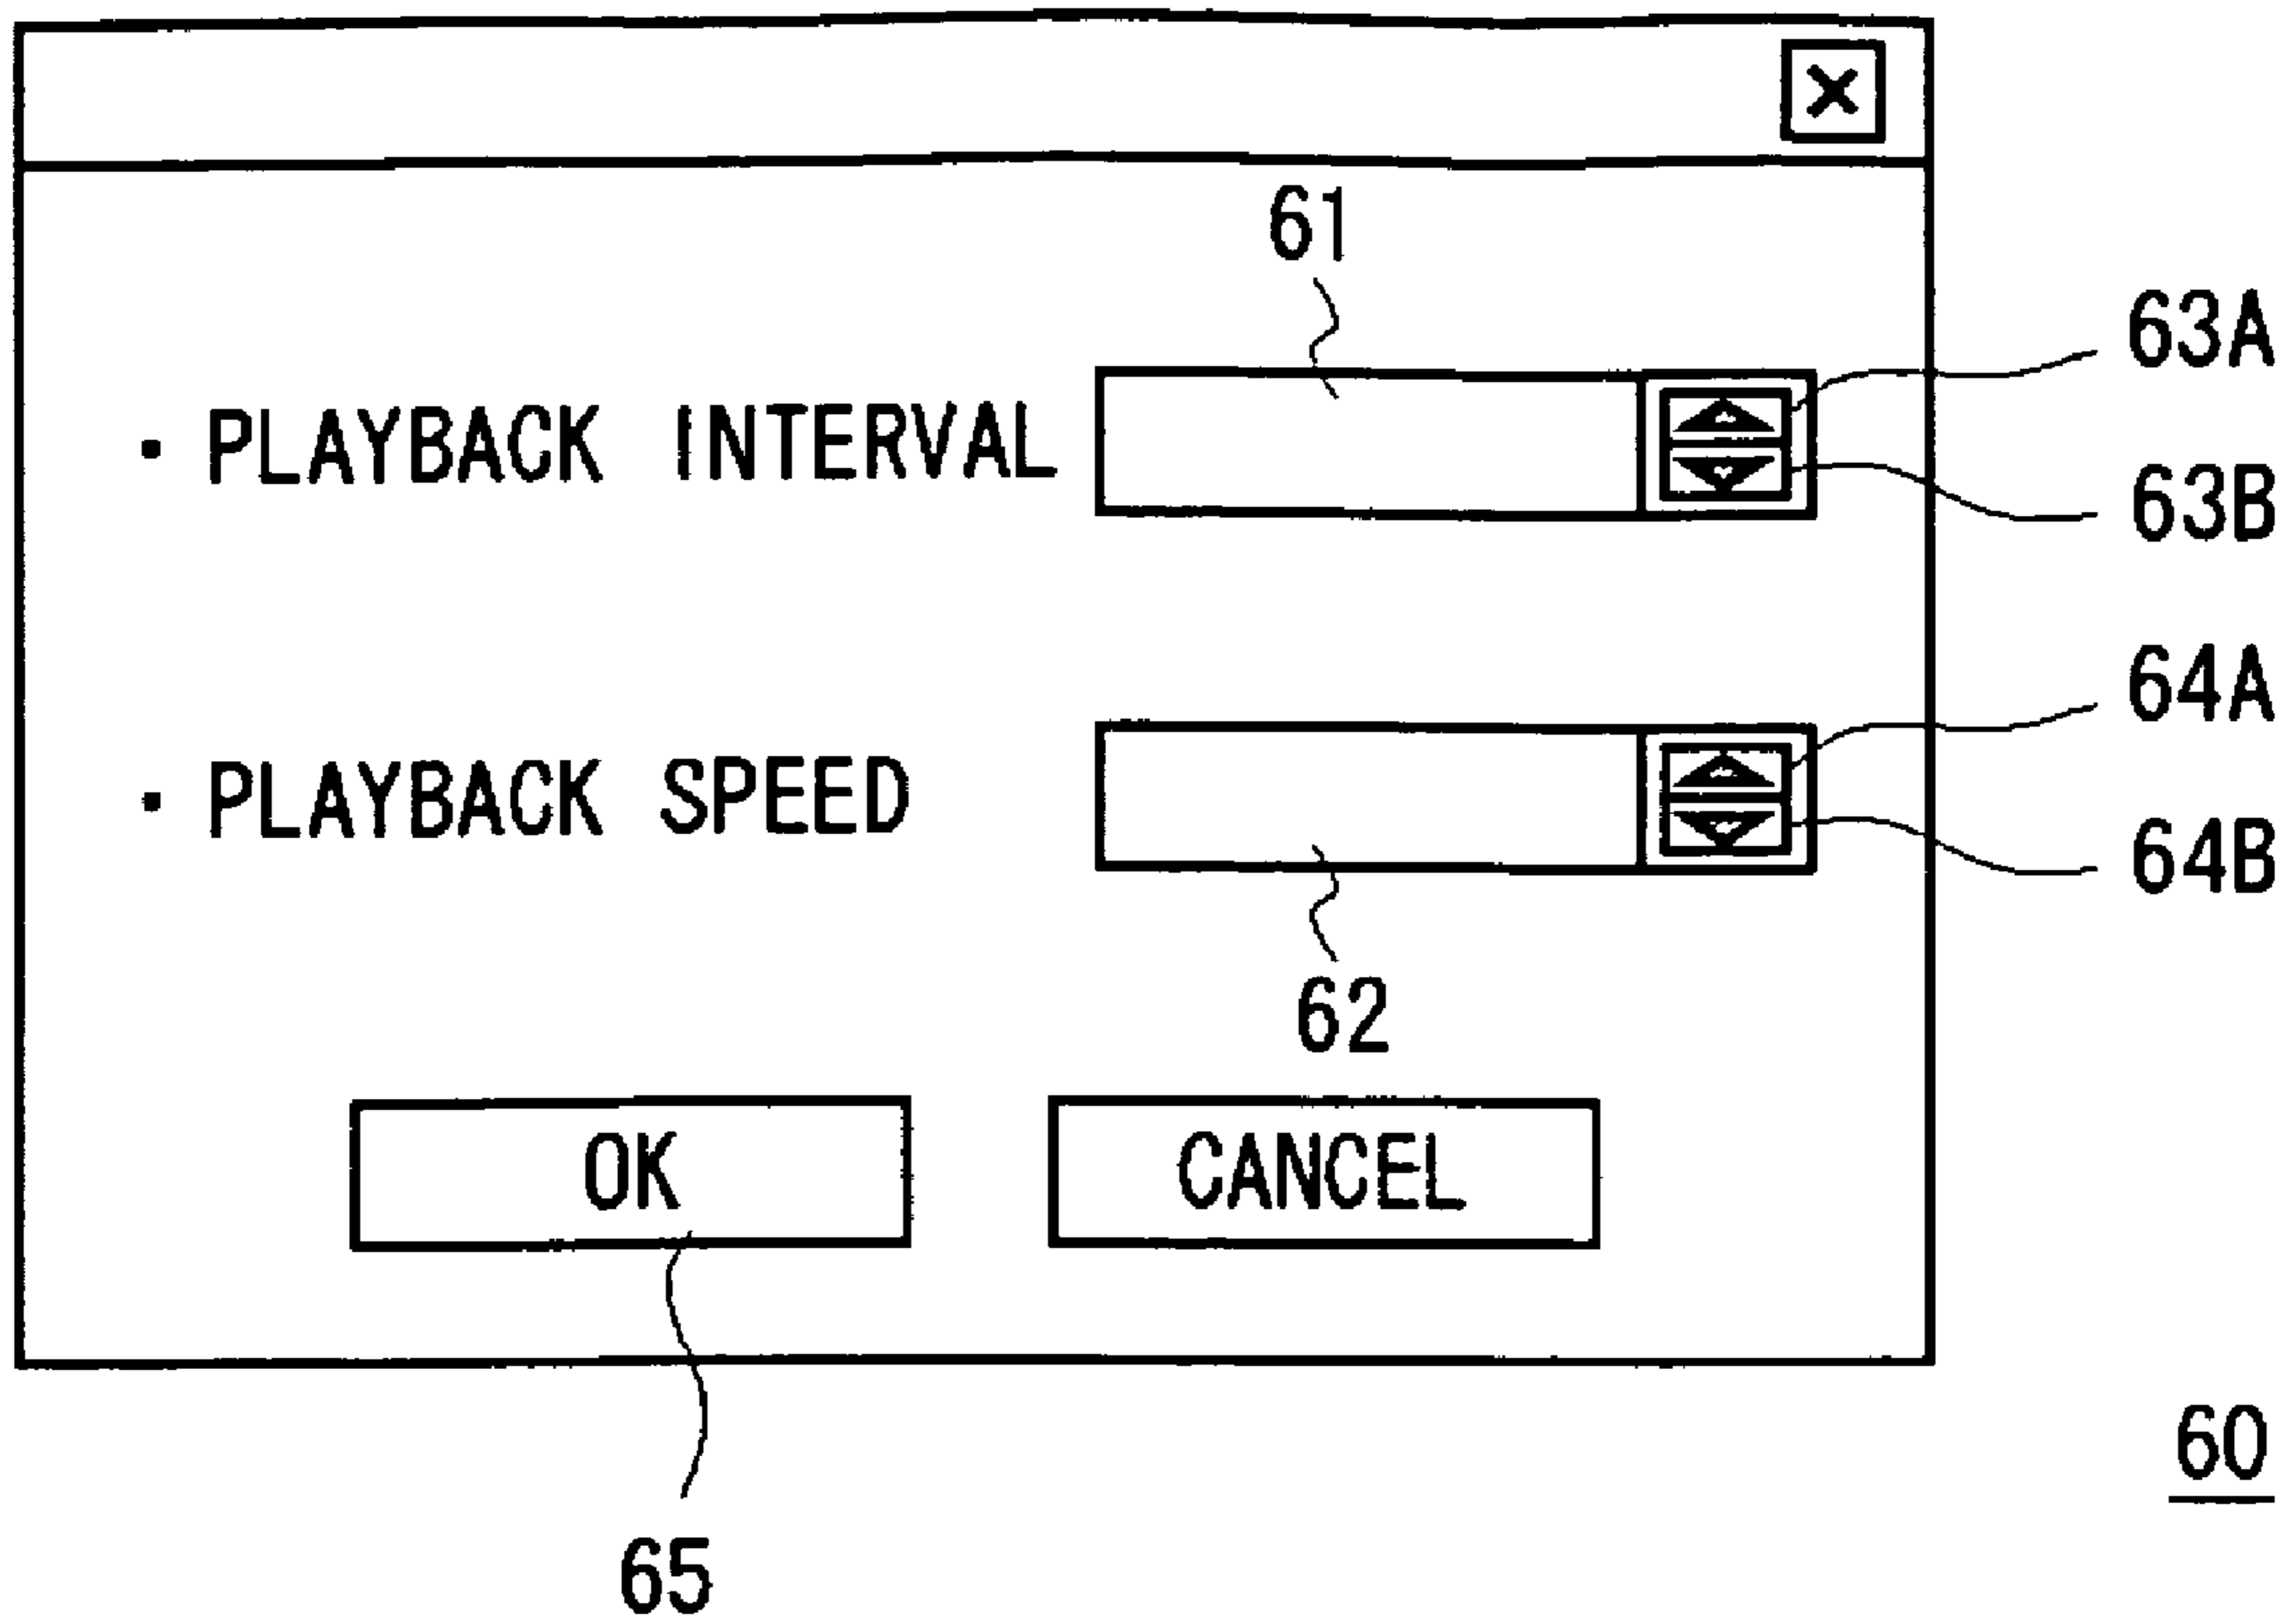 61
63A
· PLAYBACK INTERVAL
63B
64A
· PLAYBACK SPEED
64B
62
OK CANCEL
60
65